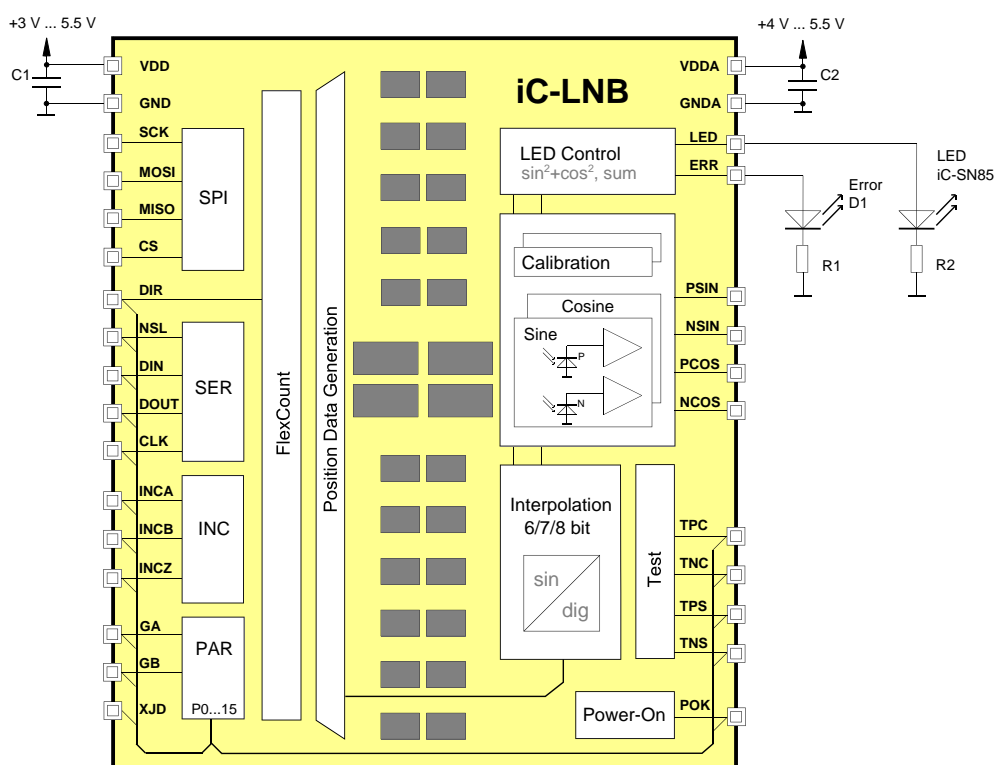 +3 V ... 5.5 V
+4 V ... 5.5 V
C1
VDD
GND
SCK
MOSI
MISO
CS
DIR
NSL
DIN
DOUT
CLK
INCA
INCB
INCZ
GA
GB
XJD
SPI
SER
INC
PAR
P0...15
FlexCount
Position Data Generation
iC-LNB
LED Control
sin²+cos², sum
Calibration
Cosine
Sine
P
N
Interpolation
6/7/8 bit
sin
dig
Test
Power-On
VDDA
GNDA
LED
ERR
PSIN
NSIN
PCOS
NCOS
TPC
TNC
TPS
TNS
POK
C2
Error
D1
LED
iC-SN85
R1
R2